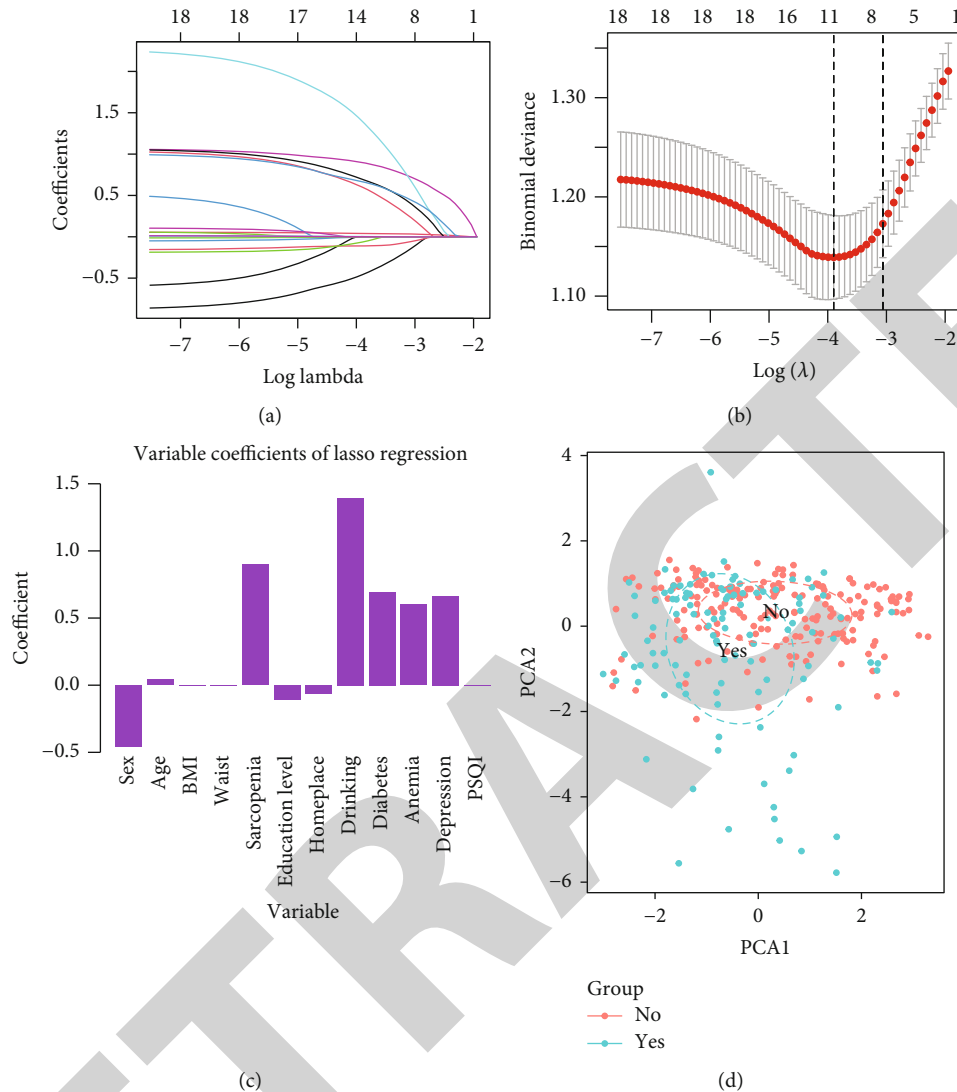 18 18 18 14 8 1
1.5
0.5
−0.5
Coefficients
−7 −6 −5 −4 −3 −2
Log lambda
(a)
18 18 18 18 16 11 8 5 1
1.30
1.20
1.10
Binomial deviance
−7 −6 −5 −4 −3 −2
Log (λ)
(b)
Variable coefficients of lasso regression
1.5
1.0
0.5
0.0
−0.5
Coefficient
Sex
Age
BMI
Waist
Sarcopenia
Education level
Homeplace
Drinking
Diabetes
Anemia
Depression
PSQI
Variable
(c)
4
2
0
−2
−4
−6
PCA2
No
Yes
−2 0 2
PCA1
Group
No
Yes
(d)